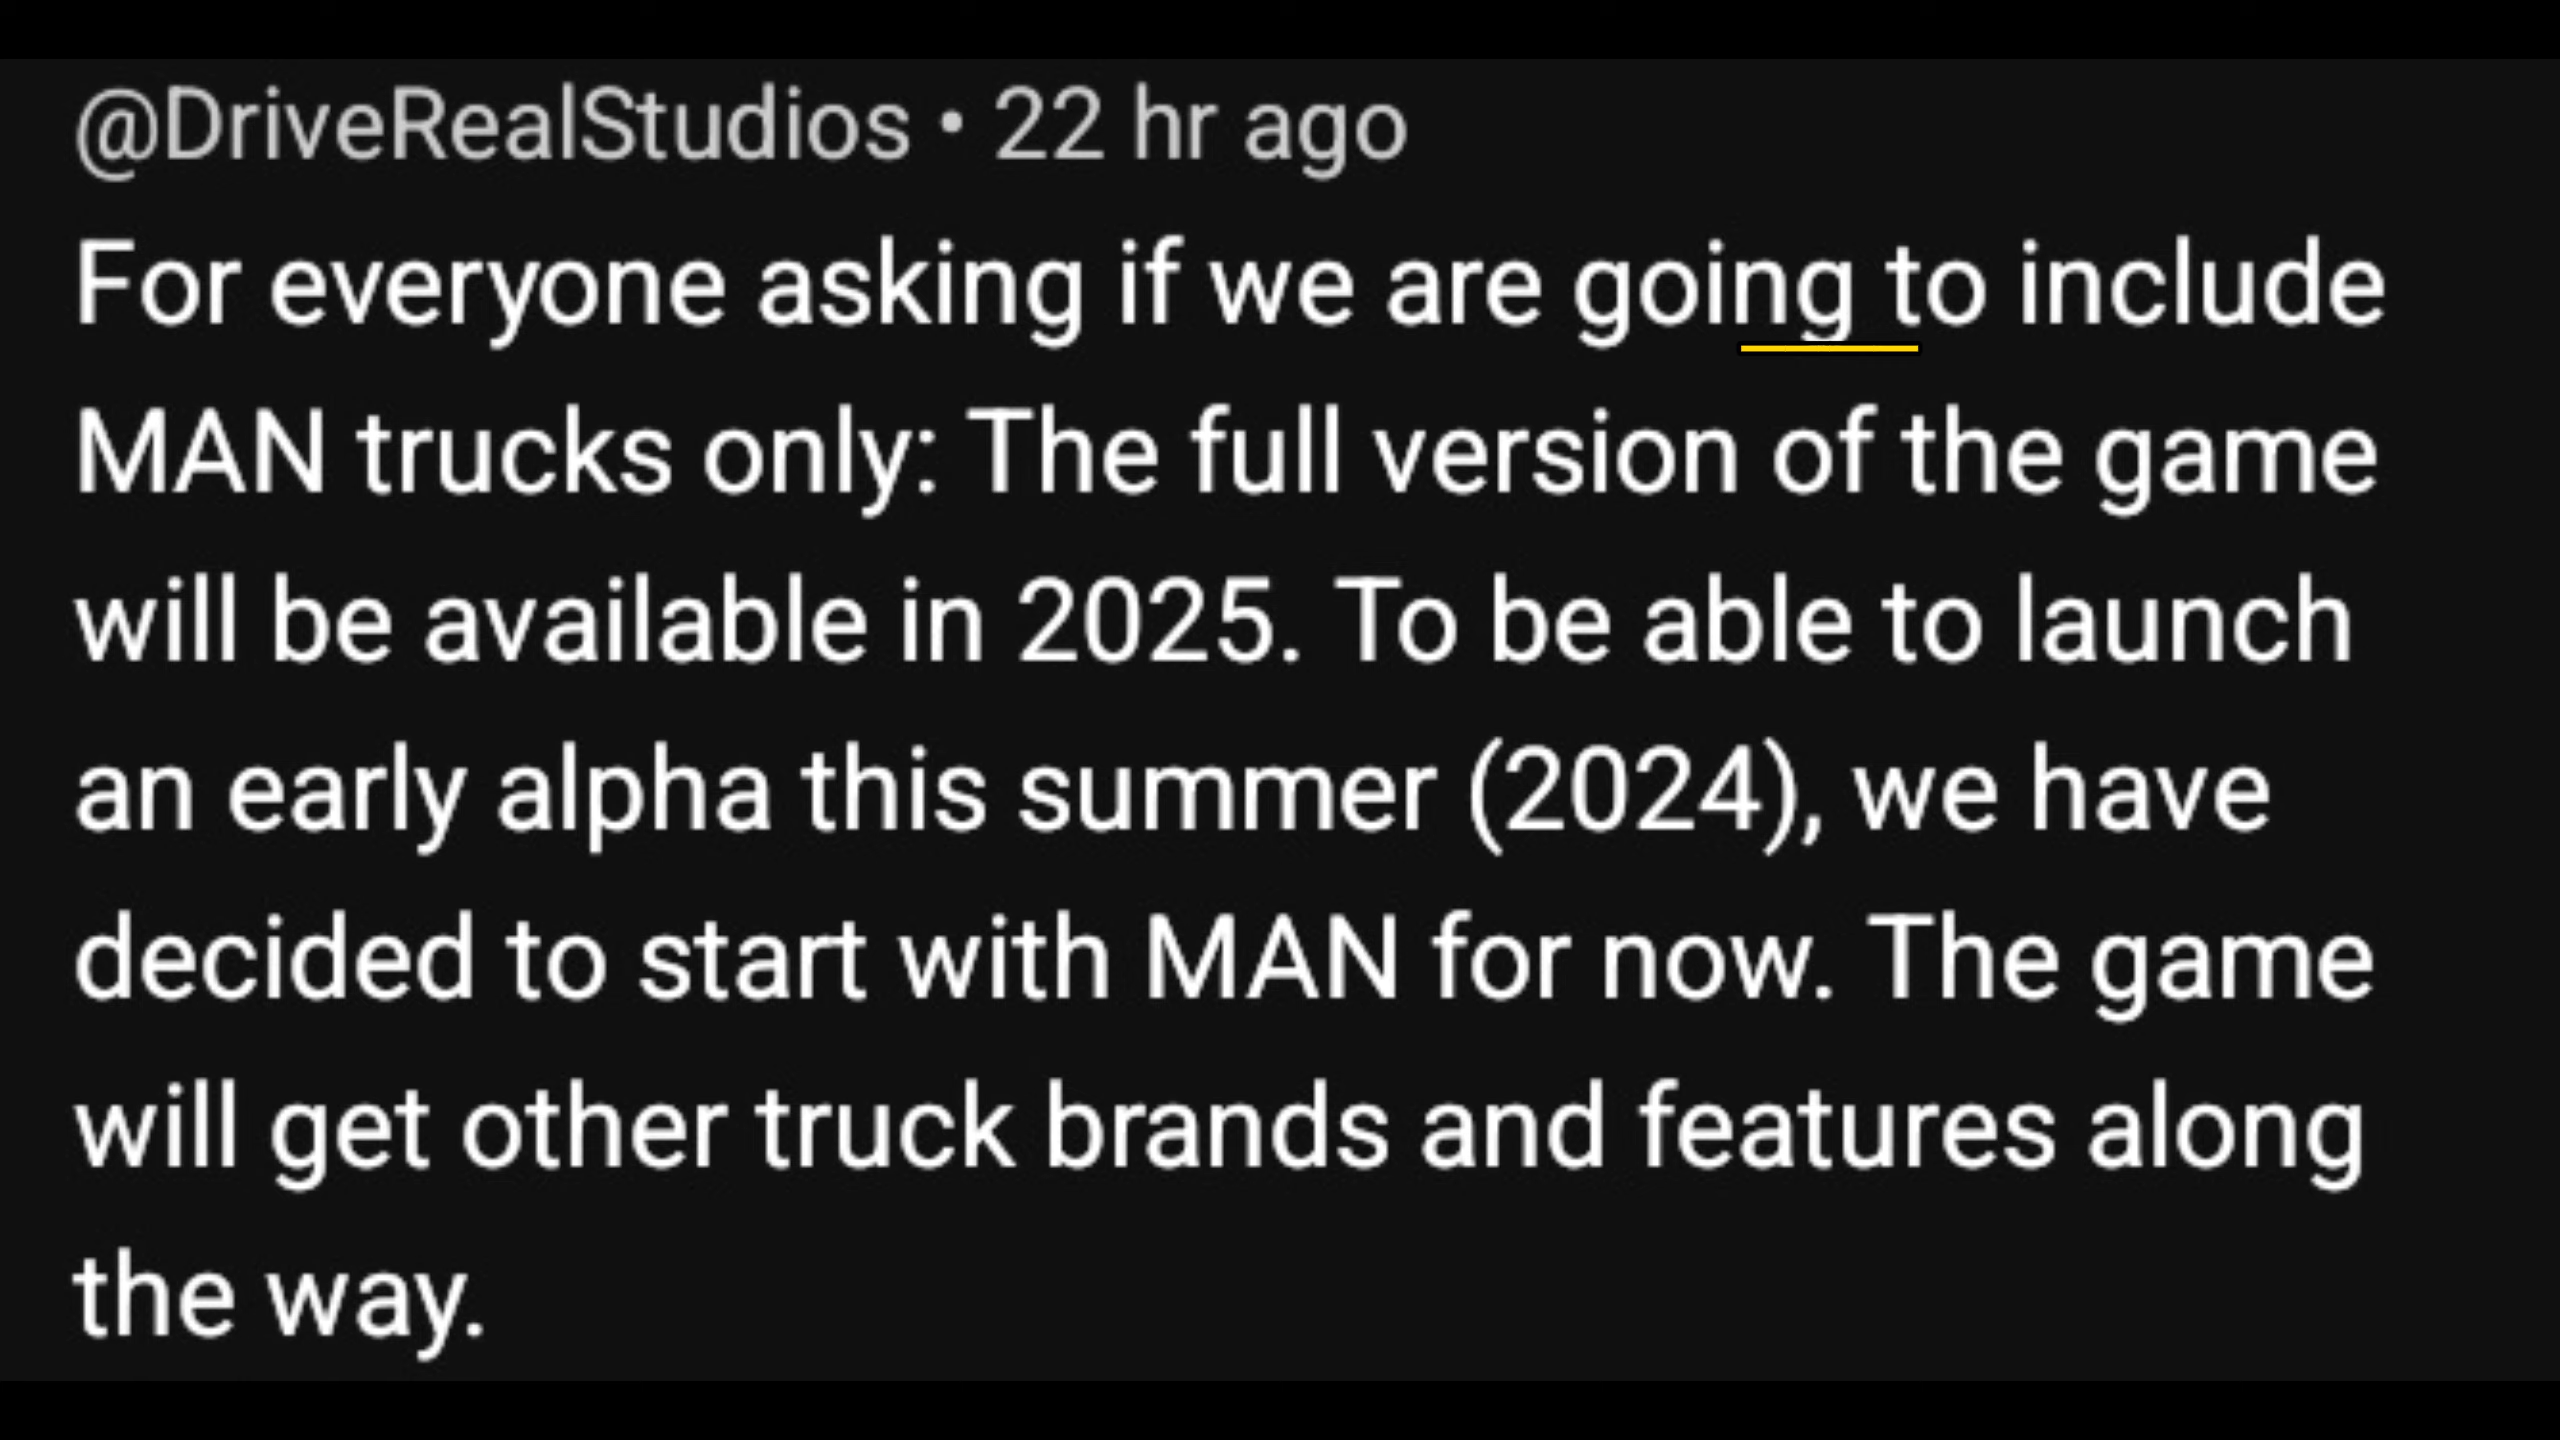 @DriveRealStudios • 22 hr ago
For everyone asking if we are going to include
MAN trucks only: The full version of the game
will be available in 2025. To be able to launch
an early alpha this summer (2024), we have
decided to start with MAN for now. The game
will get other truck brands and features along
the way.